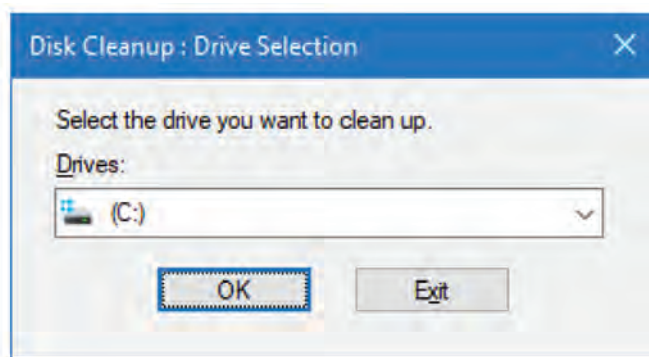 Disk Cleanup : Drive Selection
Select the drive you want to clean up.
Drives:
(C:)
OK Exit